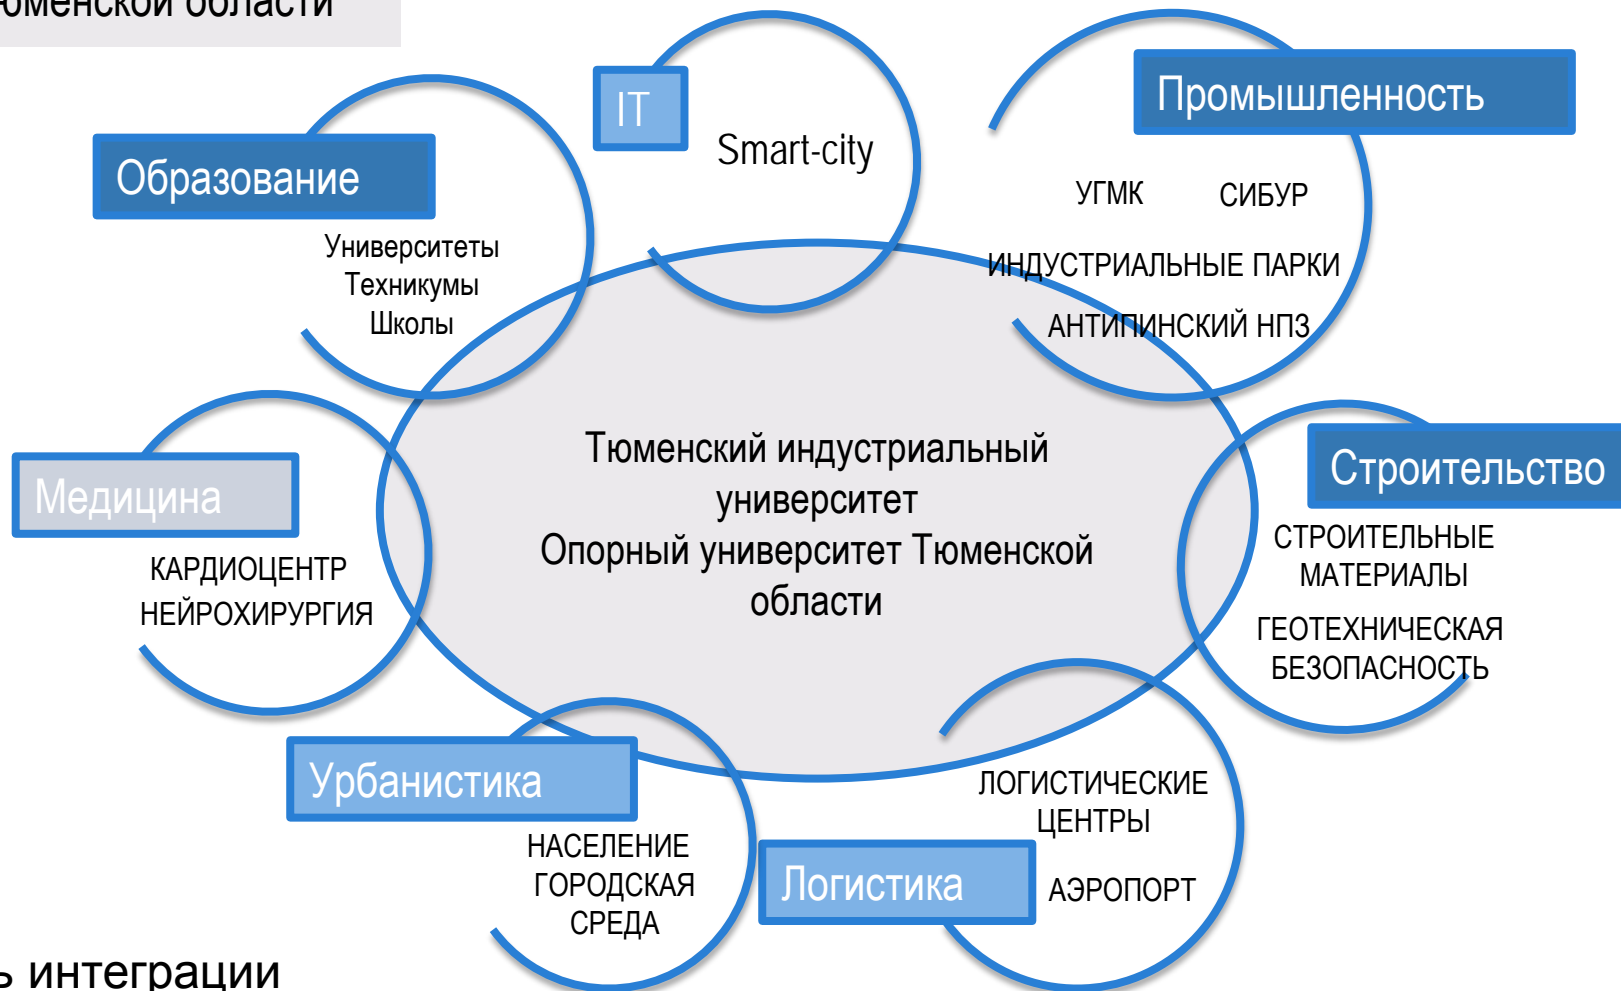 Тюменской области
IT
Smart-city
Промышленность
УГМК СИБУР
ИНДУСТРИАЛЬНЫЕ ПАРКИ
АНТИПИНСКИЙ НПЗ
Образование
Университеты
Техникумы
Школы
Тюменский индустриальный
университет
Опорный университет Тюменской
области
Строительство
СТРОИТЕЛЬНЫЕ
МАТЕРИАЛЫ
ГЕОТЕХНИЧЕСКАЯ
БЕЗОПАСНОСТЬ
Медицина
КАРДИОЦЕНТР
НЕЙРОХИРУРГИЯ
Урбанистика
НАСЕЛЕНИЕ
ГОРОДСКАЯ
СРЕДА
ЛОГИСТИЧЕСКИЕ
ЦЕНТРЫ
Логистика
АЭРОПОРТ
ь интеграции